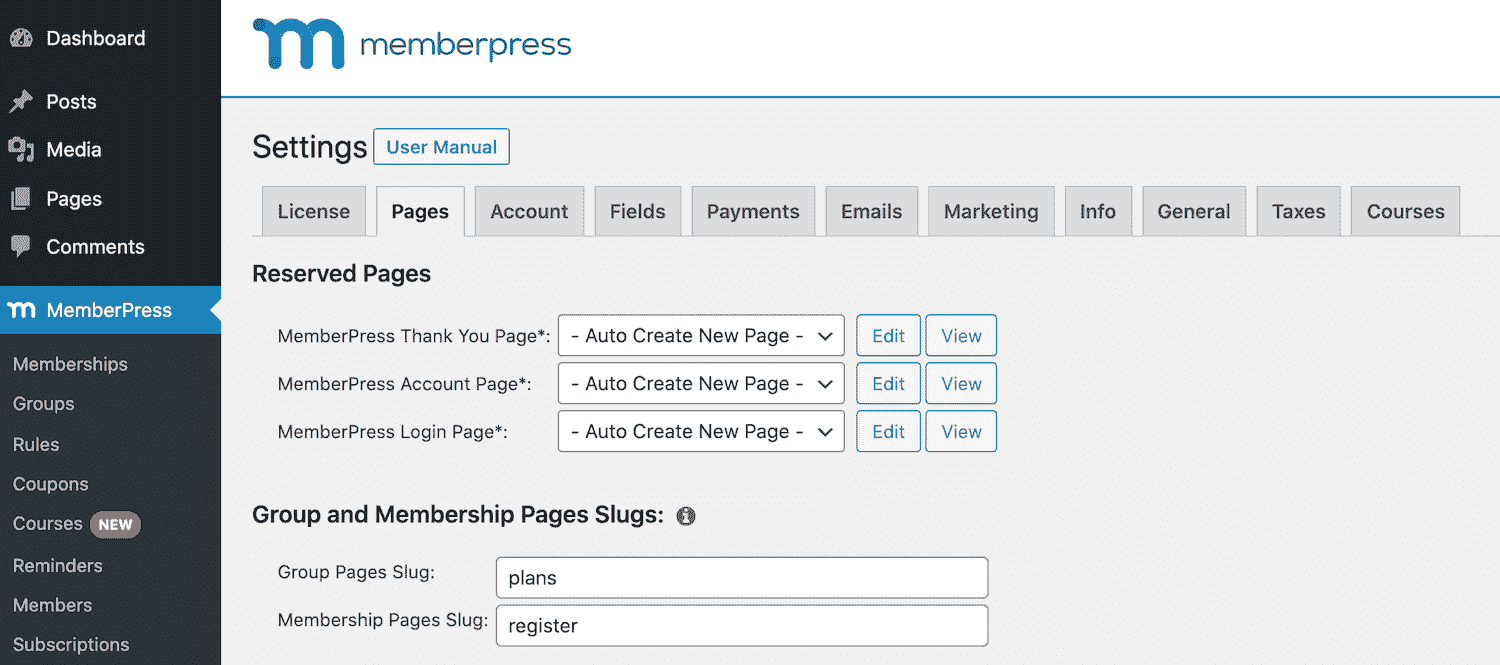 Dashboard
Posts
Media
Pages
Comments
MemberPress
Memberships
Groups
Rules
Coupons
Courses NEW
Reminders
Members
Subscriptions
memberpress
Settings User Manual
License Pages Account Fields Payments Emails Marketing Info General Taxes Courses
Reserved Pages
MemberPress Thank You Page*: - Auto Create New Page - Edit View
MemberPress Account Page*: - Auto Create New Page - Edit View
MemberPress Login Page*: - Auto Create New Page - Edit View
Group and Membership Pages Slugs:
Group Pages Slug: plans
Membership Pages Slug: register